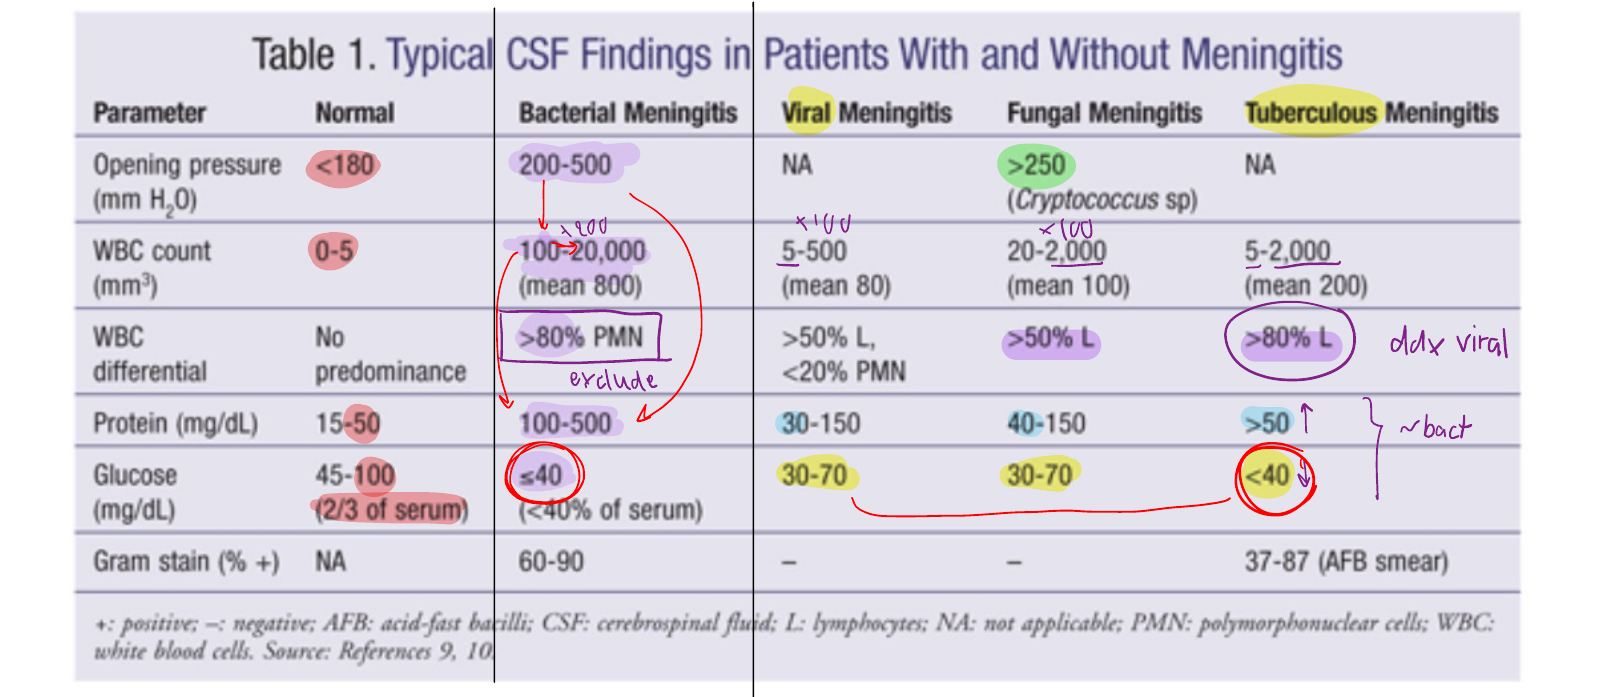 Table 1. Typical CSF Findings in Patients With and Without Meningitis
Parameter Normal Bacterial Meningitis Viral Meningitis Fungal Meningitis Tuberculous Meningitis
Opening pressure <180 200-500 NA >250 NA
(mm H₂O) (Cryptococcus sp)
+200 +100 ×100
WBC count 0-5 100-20,000 5-500 20-2,000 5-2,000
(mm³) (mean 800) (mean 80) (mean 100) (mean 200)
WBC No >80% PMN >50% L, >50% L >80% L ddx viral
differential predominance exclude <20% PMN
Protein (mg/dL) 15-50 100-500 30-150 40-150 >50 ↑ ~bact
Glucose 45-100 ≤40 30-70 30-70 <40 ↓
(mg/dL) (2/3 of serum) (<40% of serum)
Gram stain (% +) NA 60-90 – – 37-87 (AFB smear)
+: positive; –: negative; AFB: acid-fast bacilli; CSF: cerebrospinal fluid; L: lymphocytes; NA: not applicable; PMN: polymorphonuclear cells; WBC:
white blood cells. Source: References 9, 10.